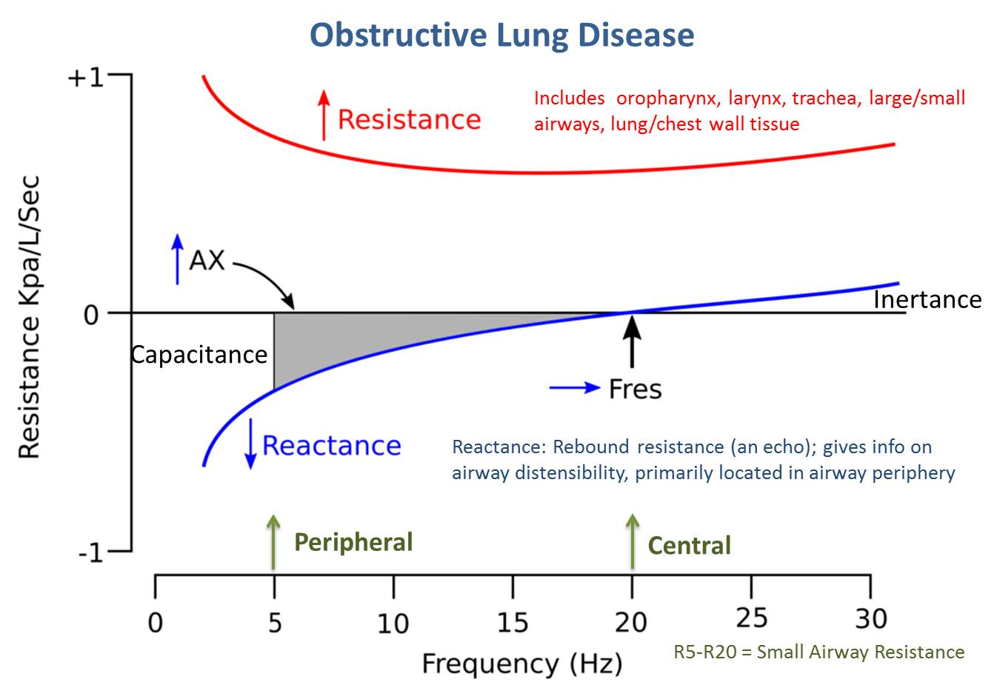 Obstructive Lung Disease
+1
Resistance
Includes oropharynx, larynx, trachea, large/small
airways, lung/chest wall tissue
Resistance Kpa/L/Sec
AX
0
Inertance
Capacitance
Fres
Reactance
Reactance: Rebound resistance (an echo); gives info on
airway distensibility, primarily located in airway periphery
Peripheral
Central
-1
0 5 10 15 20 25 30
Frequency (Hz)
R5-R20 = Small Airway Resistance